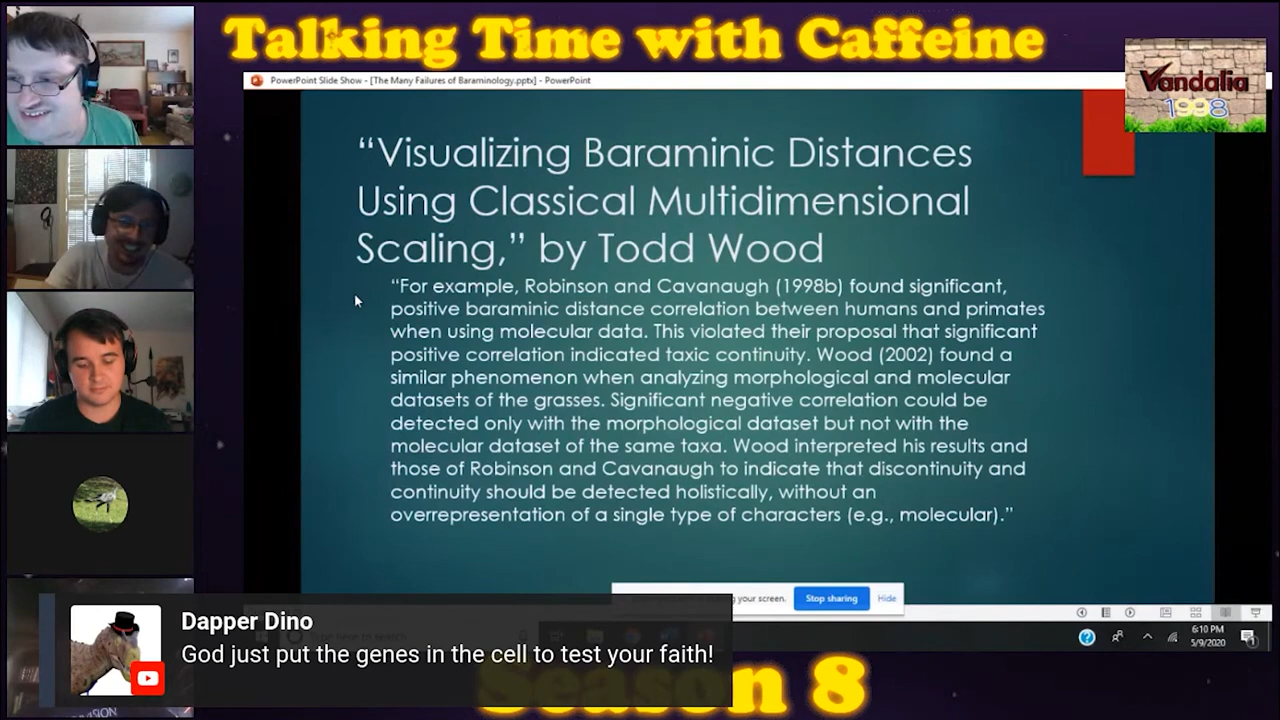 Talking Time with Caffeine
PowerPoint Slide Show - [The Many Failures of Baraminology.pptx] - PowerPoint
Vandalia
1998
“Visualizing Baraminic Distances
Using Classical Multidimensional
Scaling,” by Todd Wood
“For example, Robinson and Cavanaugh (1998b) found significant,
positive baraminic distance correlation between humans and primates
when using molecular data. This violated their proposal that significant
positive correlation indicated taxic continuity. Wood (2002) found a
similar phenomenon when analyzing morphological and molecular
datasets of the grasses. Significant negative correlation could be
detected only with the morphological dataset but not with the
molecular dataset of the same taxa. Wood interpreted his results and
those of Robinson and Cavanaugh to indicate that discontinuity and
continuity should be detected holistically, without an
overrepresentation of a single type of characters (e.g., molecular).”
your screen. Stop sharing Hide
Dapper Dino
God just put the genes in the cell to test your faith!
6:10 PM
5/9/2020
Season 8